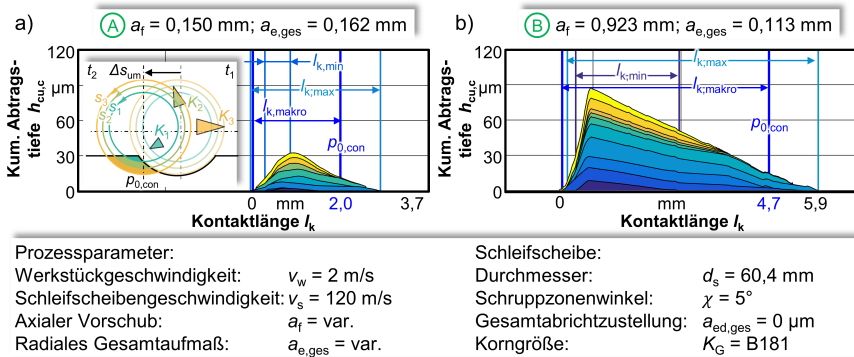 a) A a_f = 0,150 mm; a_e,ges = 0,162 mm
Kum. Abtrags-
tiefe h_cu,c
120
µm
60
30
0
t_2 Δs_um t_1
s_3
s_2
s_1
K_2
K_3
K_1
p_0,con
l_k,min
l_k;max
l_k,makro
p_0,con
0 mm 2,0 3,7
Kontaktlänge l_k
b) B a_f = 0,923 mm; a_e,ges = 0,113 mm
Kum. Abtrags-
tiefe h_cu,c
120
µm
60
30
0
l_k;max
l_k;min
l_k,makro
p_0,con
0 mm 4,7 5,9
Kontaktlänge l_k
Prozessparameter:
Werkstückgeschwindigkeit: v_w = 2 m/s
Schleifscheibengeschwindigkeit: v_s = 120 m/s
Axialer Vorschub: a_f = var.
Radiales Gesamtaufmaß: a_e,ges = var.
Schleifscheibe:
Durchmesser: d_s = 60,4 mm
Schruppzonenwinkel: χ = 5°
Gesamtabrichtzustellung: a_ed,ges = 0 µm
Korngröße: K_G = B181